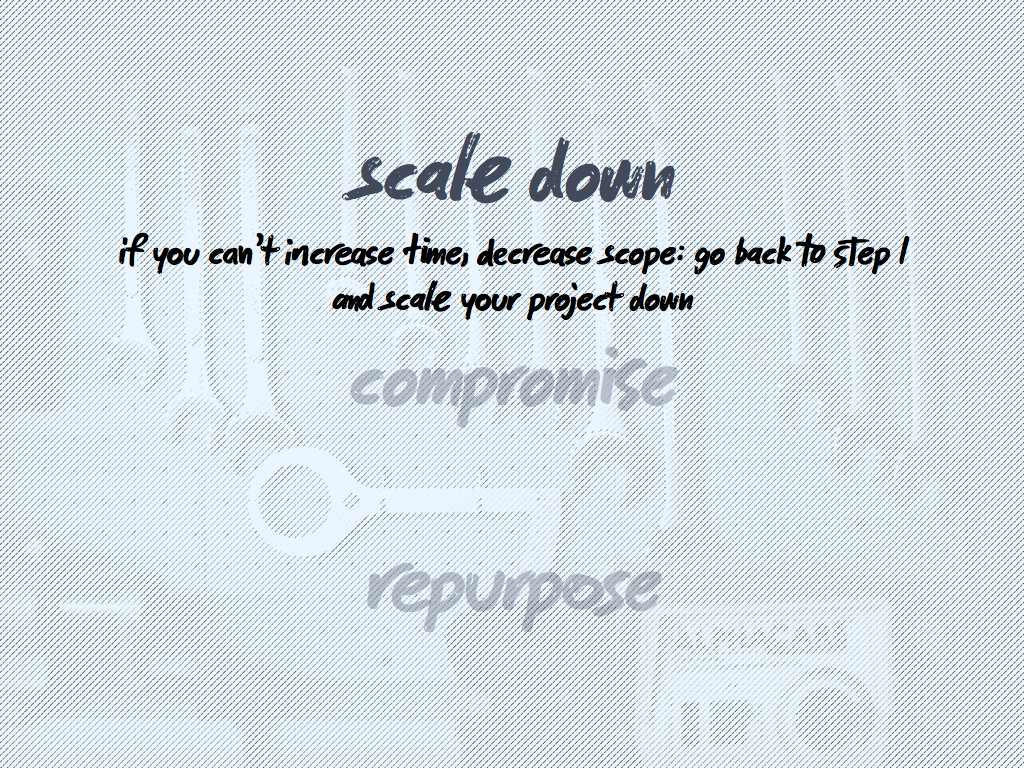 scale down
if you can't increase time, decrease scope: go back to step 1
and scale your project down
compromise
repurpose